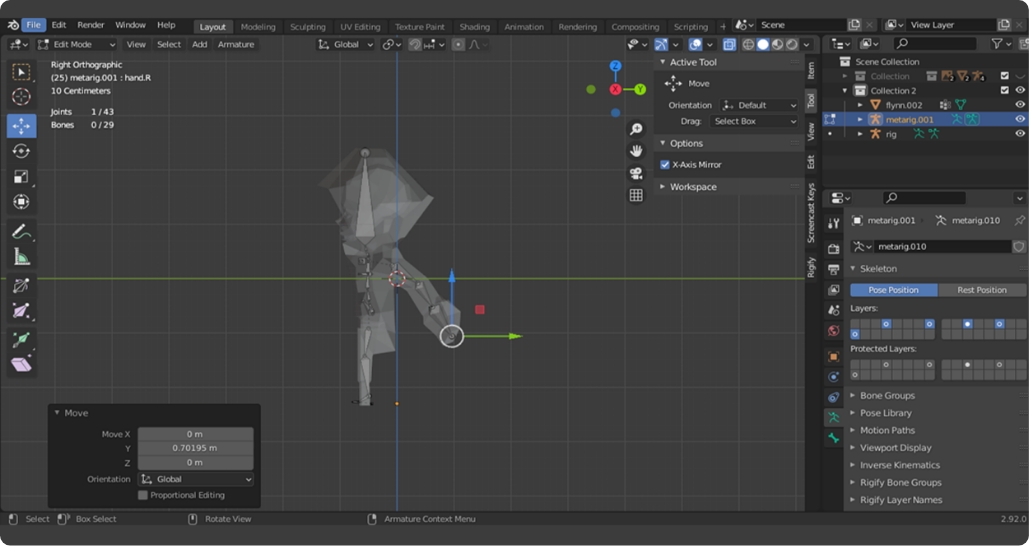 File Edit Render Window Help Layout Modeling Sculpting UV Editing Texture Paint Shading Animation Rendering Compositing Scripting + Scene View Layer
Edit Mode View Select Add Armature Global
Right Orthographic
(25) metarig.001 : hand.R
10 Centimeters
Joints 1/43
Bones 0/29
Z
X
Y
Active Tool
Move
Orientation Default
Drag: Select Box
Options
X-Axis Mirror
Workspace
Item
Tool
View
Edit
Screencast Keys
Rigify
Scene Collection
Collection
Collection 2
flynn.002
metarig.001
rig
metarig.001 metarig.010
metarig.010
Skeleton
Pose Position Rest Position
Layers:
Protected Layers:
Bone Groups
Pose Library
Motion Paths
Viewport Display
Inverse Kinematics
Rigify Bone Groups
Rigify Layer Names
Move
Move X 0 m
Y 0.70195 m
Z 0 m
Orientation Global
Proportional Editing
Select Box Select Rotate View Armature Context Menu 2.92.0